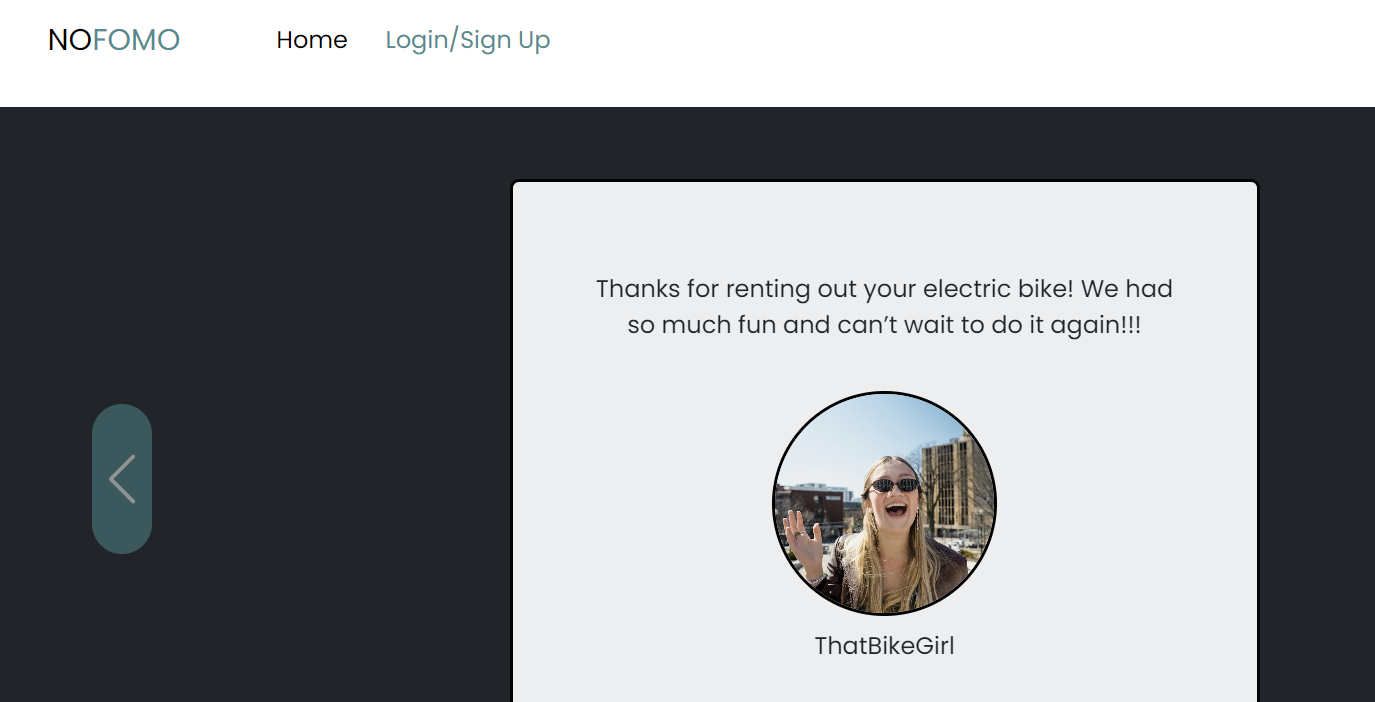 NOFOMO Home Login/Sign Up
Thanks for renting out your electric bike! We had
so much fun and can’t wait to do it again!!!
ThatBikeGirl